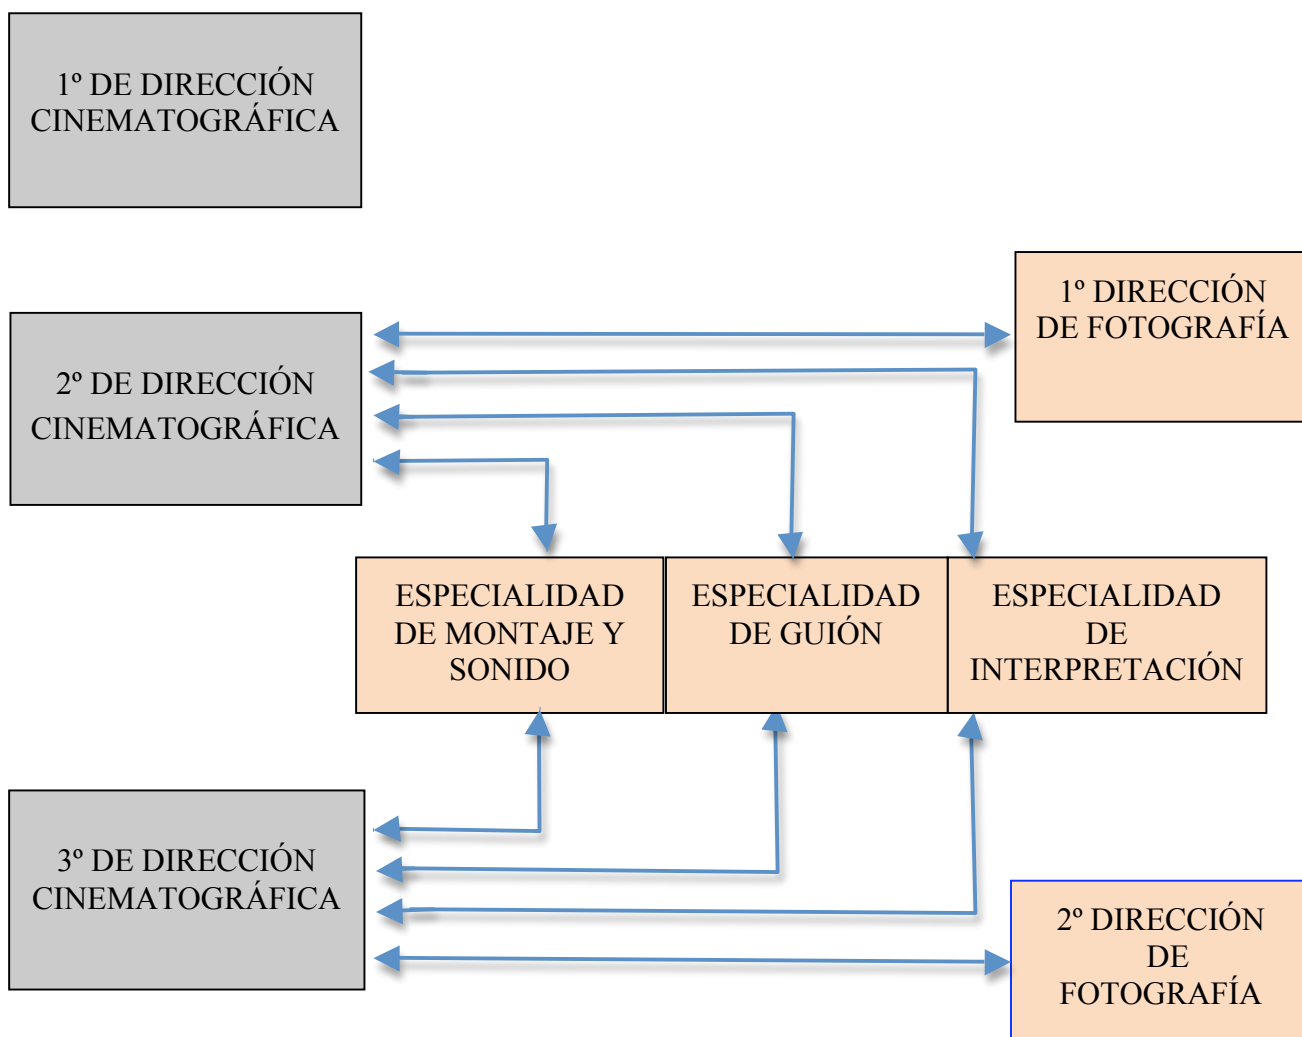 1º DE DIRECCIÓN
CINEMATOGRÁFICA
1º DIRECCIÓN
DE FOTOGRAFÍA
2º DE DIRECCIÓN
CINEMATOGRÁFICA
ESPECIALIDAD
DE MONTAJE Y
SONIDO
ESPECIALIDAD
DE GUIÓN
ESPECIALIDAD
DE
INTERPRETACIÓN
3º DE DIRECCIÓN
CINEMATOGRÁFICA
2º DIRECCIÓN
DE
FOTOGRAFÍA